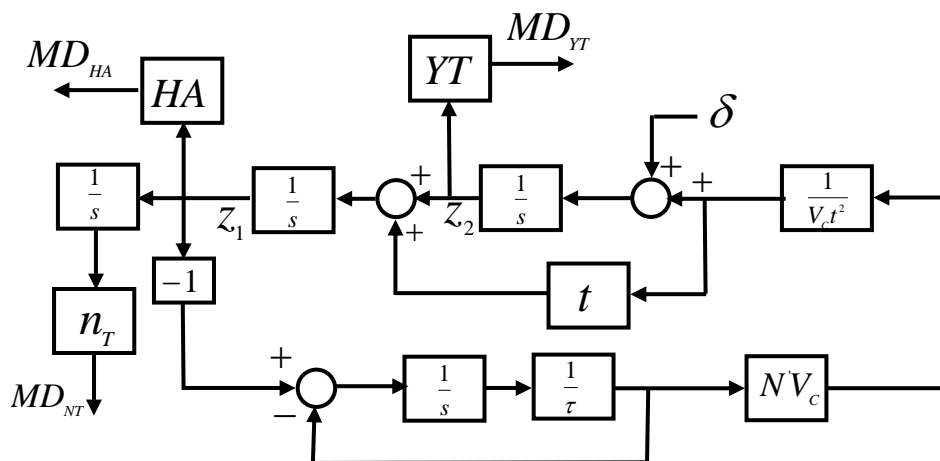 MD_HA
HA
YT
MD_YT
δ
1/s
z_1
1/s
+
+
z_2
1/s
+
+
1/(V_C t^2)
-1
t
n_T
MD_NT
+
−
1/s
1/τ
N'V_C